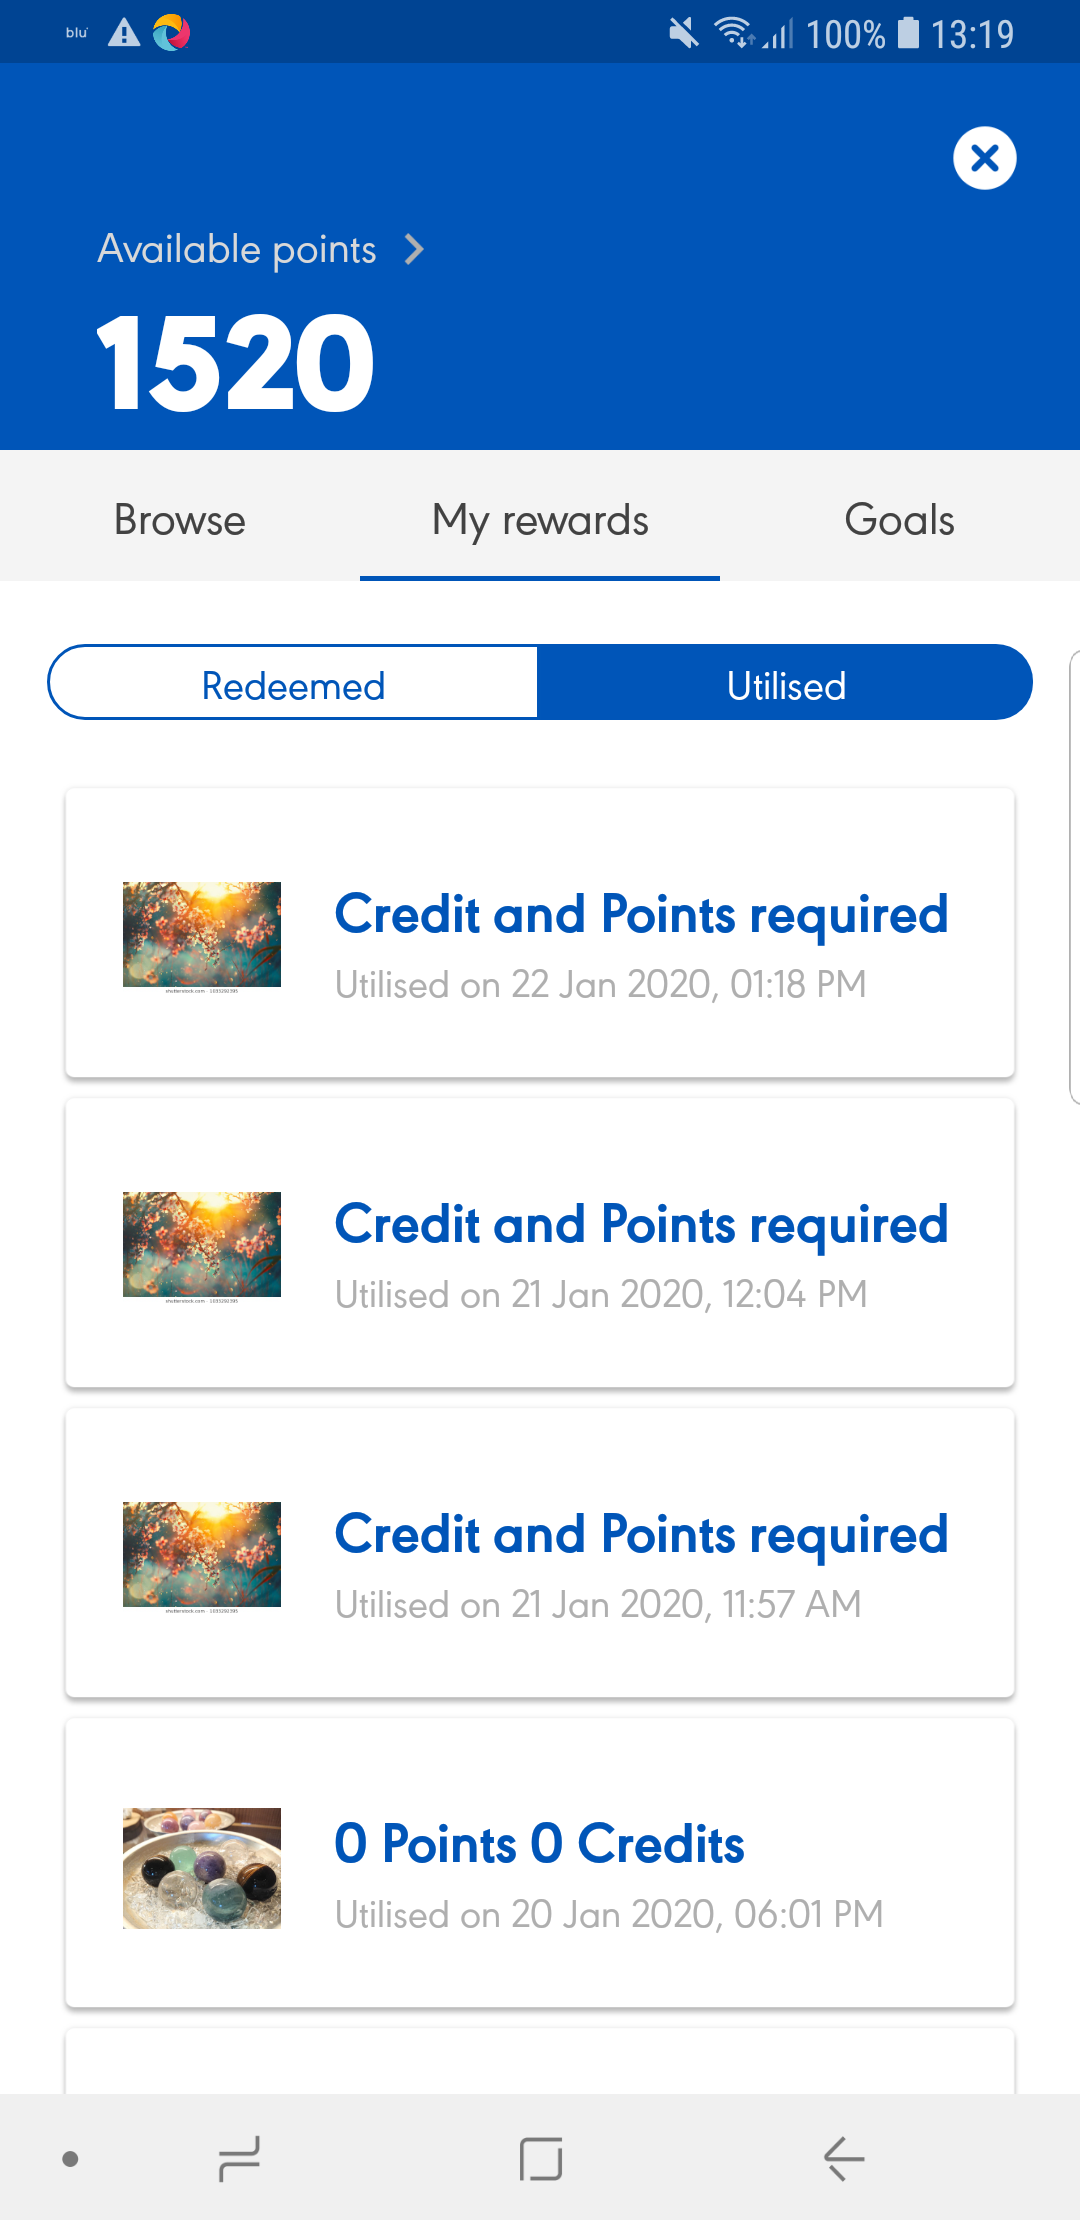 blu 100% 13:19
Available points
1520
Browse My rewards Goals
Redeemed Utilised
Credit and Points required
Utilised on 22 Jan 2020, 01:18 PM
Credit and Points required
Utilised on 21 Jan 2020, 12:04 PM
Credit and Points required
Utilised on 21 Jan 2020, 11:57 AM
0 Points 0 Credits
Utilised on 20 Jan 2020, 06:01 PM